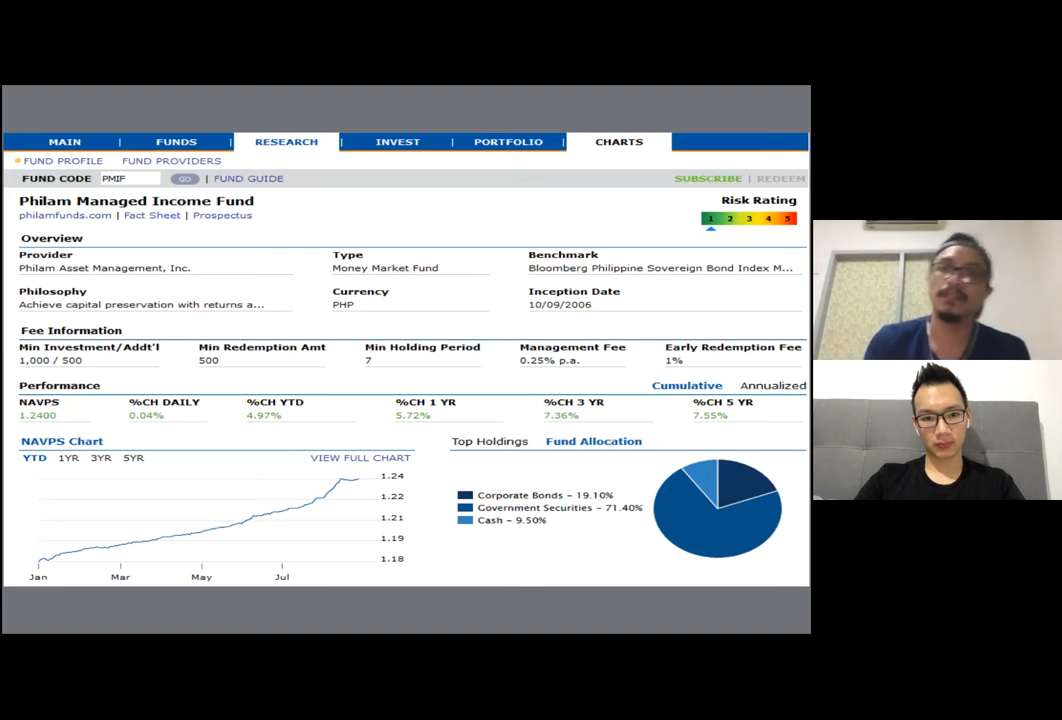 MAIN | FUNDS | RESEARCH | INVEST | PORTFOLIO | CHARTS
FUND PROFILE FUND PROVIDERS
FUND CODE PMIF GO | FUND GUIDE SUBSCRIBE | REDEEM
Philam Managed Income Fund
philamfunds.com | Fact Sheet | Prospectus
Risk Rating
1 2 3 4 5
Overview
Provider Type Benchmark
Philam Asset Management, Inc. Money Market Fund Bloomberg Philippine Sovereign Bond Index M...
Philosophy Currency Inception Date
Achieve capital preservation with returns a... PHP 10/09/2006
Fee Information
Min Investment/Addt'l Min Redemption Amt Min Holding Period Management Fee Early Redemption Fee
1,000 / 500 500 7 0.25% p.a. 1%
Performance Cumulative Annualized
NAVPS %CH DAILY %CH YTD %CH 1 YR %CH 3 YR %CH 5 YR
1.2400 0.04% 4.97% 5.72% 7.36% 7.55%
NAVPS Chart
YTD 1YR 3YR 5YR VIEW FULL CHART
1.24
1.22
1.21
1.19
1.18
Jan Mar May Jul
Top Holdings Fund Allocation
Corporate Bonds - 19.10%
Government Securities - 71.40%
Cash - 9.50%